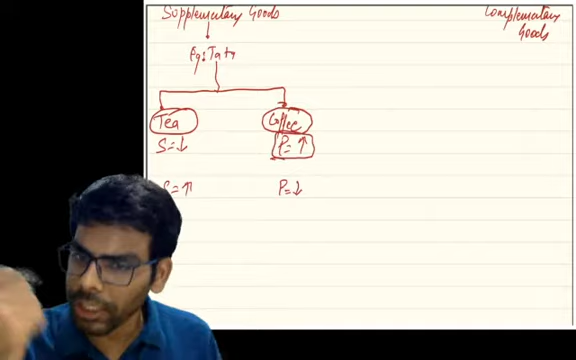 Supplementary Goods
Complementary Goods
Eg: Tata
Tea
Coffee
S=↓
P=↑
S=↑
P=↓